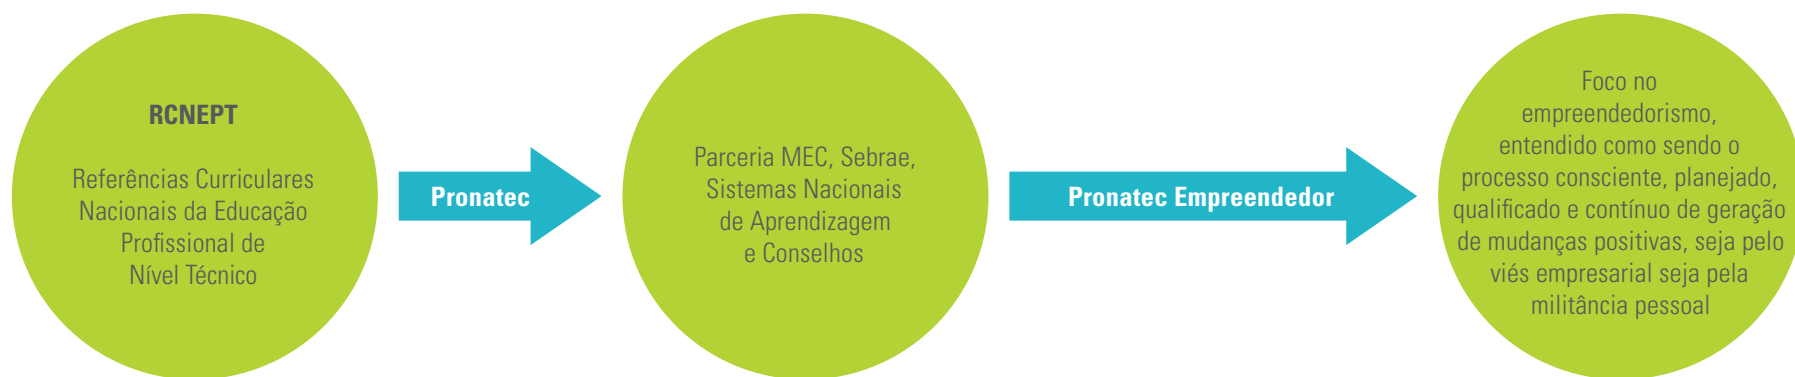 RCNEPT
Referências Curriculares
Nacionais da Educação
Profissional de
Nível Técnico
Pronatec
Parceria MEC, Sebrae,
Sistemas Nacionais
de Aprendizagem
e Conselhos
Pronatec Empreendedor
Foco no
empreendedorismo,
entendido como sendo o
processo consciente, planejado,
qualificado e contínuo de geração
de mudanças positivas, seja pelo
viés empresarial seja pela
militância pessoal